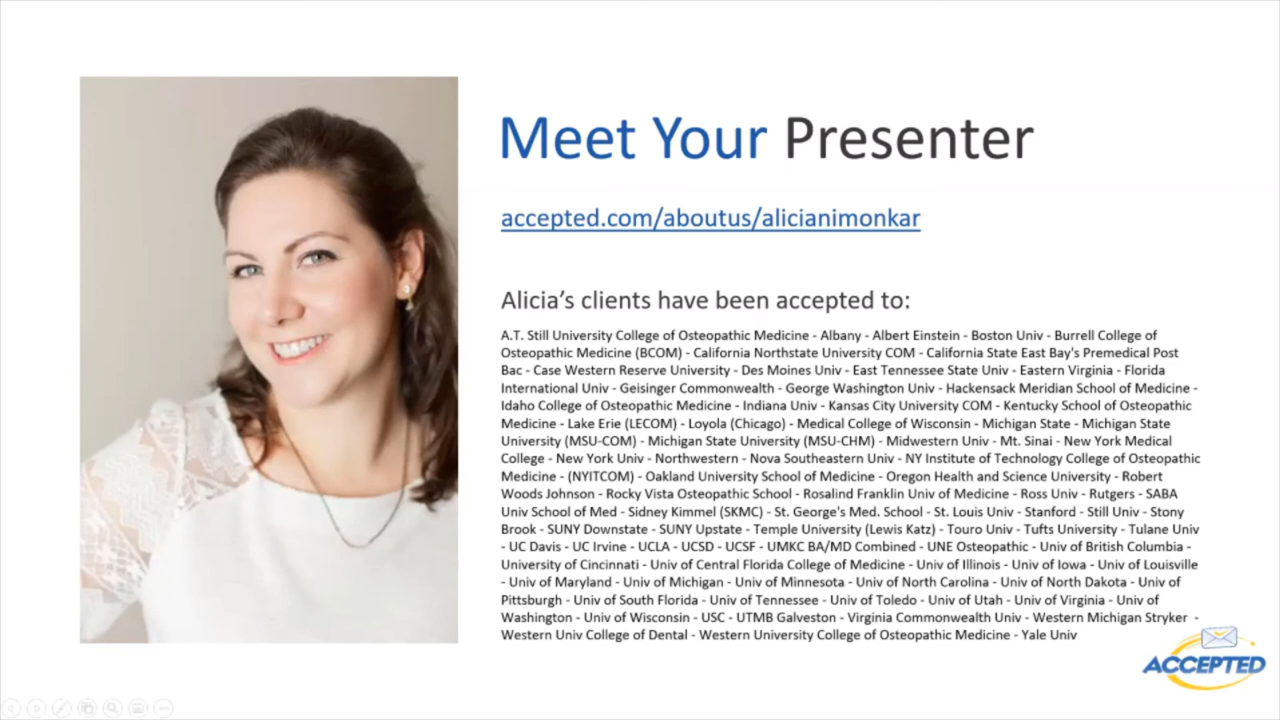 Meet Your Presenter
accepted.com/aboutus/alicianimonkar
Alicia’s clients have been accepted to:
A.T. Still University College of Osteopathic Medicine - Albany - Albert Einstein - Boston Univ - Burrell College of
Osteopathic Medicine (BCOM) - California Northstate University COM - California State East Bay's Premedical Post
Bac - Case Western Reserve University - Des Moines Univ - East Tennessee State Univ - Eastern Virginia - Florida
International Univ - Geisinger Commonwealth - George Washington Univ - Hackensack Meridian School of Medicine -
Idaho College of Osteopathic Medicine - Indiana Univ - Kansas City University COM - Kentucky School of Osteopathic
Medicine - Lake Erie (LECOM) - Loyola (Chicago) - Medical College of Wisconsin - Michigan State - Michigan State
University (MSU-COM) - Michigan State University (MSU-CHM) - Midwestern Univ - Mt. Sinai - New York Medical
College - New York Univ - Northwestern - Nova Southeastern Univ - NY Institute of Technology College of Osteopathic
Medicine - (NYITCOM) - Oakland University School of Medicine - Oregon Health and Science University - Robert
Woods Johnson - Rocky Vista Osteopathic School - Rosalind Franklin Univ of Medicine - Ross Univ - Rutgers - SABA
Univ School of Med - Sidney Kimmel (SKMC) - St. George's Med. School - St. Louis Univ - Stanford - Still Univ - Stony
Brook - SUNY Downstate - SUNY Upstate - Temple University (Lewis Katz) - Touro Univ - Tufts University - Tulane Univ
- UC Davis - UC Irvine - UCLA - UCSD - UCSF - UMKC BA/MD Combined - UNE Osteopathic - Univ of British Columbia -
University of Cincinnati - Univ of Central Florida College of Medicine - Univ of Illinois - Univ of Iowa - Univ of Louisville
- Univ of Maryland - Univ of Michigan - Univ of Minnesota - Univ of North Carolina - Univ of North Dakota - Univ of
Pittsburgh - Univ of South Florida - Univ of Tennessee - Univ of Toledo - Univ of Utah - Univ of Virginia - Univ of
Washington - Univ of Wisconsin - USC - UTMB Galveston - Virginia Commonwealth Univ - Western Michigan Stryker -
Western Univ College of Dental - Western University College of Osteopathic Medicine - Yale Univ
ACCEPTED